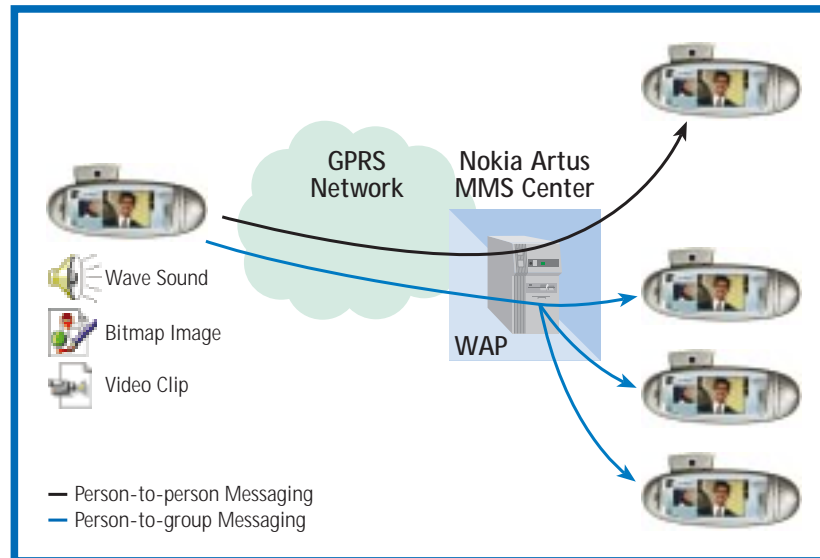 GPRS
Network
Nokia Artus
MMS Center
WAP
Wave Sound
Bitmap Image
Video Clip
Person-to-person Messaging
Person-to-group Messaging